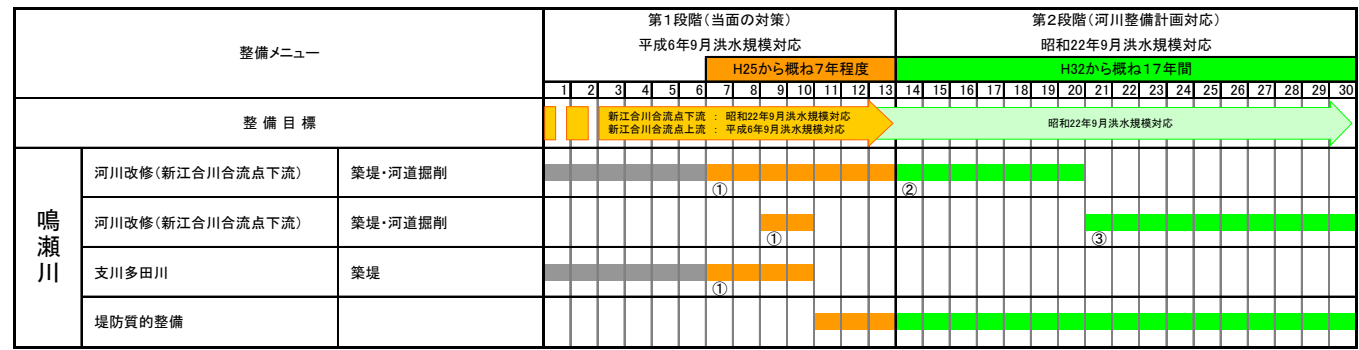 整備メニュー
第1段階(当面の対策)
平成6年9月洪水規模対応
第2段階(河川整備計画対応)
昭和22年9月洪水規模対応
H25から概ね7年程度
H32から概ね17年間
1 2 3 4 5 6 7 8 9 10 11 12 13 14 15 16 17 18 19 20 21 22 23 24 25 26 27 28 29 30
整備目標
新江合川合流点下流 : 昭和22年9月洪水規模対応
新江合川合流点上流 : 平成6年9月洪水規模対応
昭和22年9月洪水規模対応
鳴瀬川
河川改修(新江合川合流点下流) 築堤・河道掘削
① ②
河川改修(新江合川合流点下流) 築堤・河道掘削
① ③
支川多田川 築堤
①
堤防質的整備